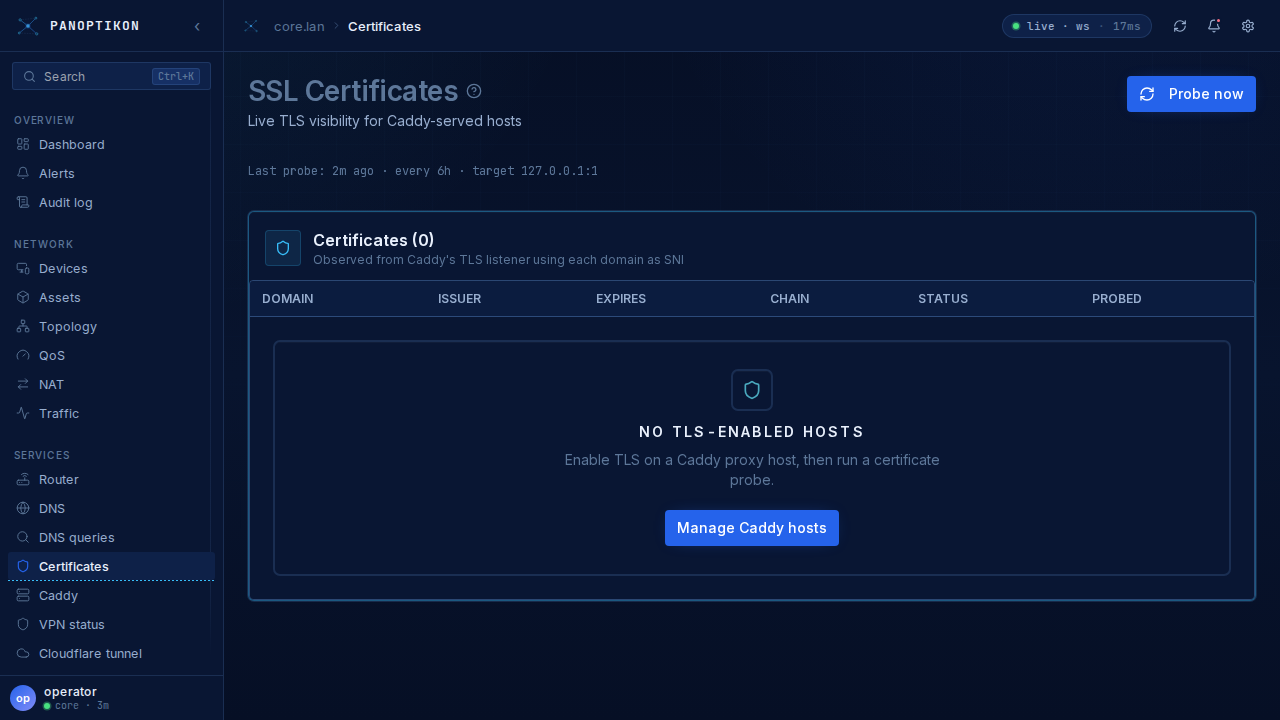 PANOPTIKON
core.lan
Certificates
live · ws · 17ms
Search
Ctrl+K
OVERVIEW
Dashboard
Alerts
Audit log
NETWORK
Devices
Assets
Topology
QoS
NAT
Traffic
SERVICES
Router
DNS
DNS queries
Certificates
Caddy
VPN status
Cloudflare tunnel
op
operator
core · 3m
SSL Certificates
Probe now
Live TLS visibility for Caddy-served hosts
Last probe: 2m ago · every 6h · target 127.0.0.1:1
Certificates (0)
Observed from Caddy's TLS listener using each domain as SNI
DOMAIN ISSUER EXPIRES CHAIN STATUS PROBED
NO TLS-ENABLED HOSTS
Enable TLS on a Caddy proxy host, then run a certificate
probe.
Manage Caddy hosts